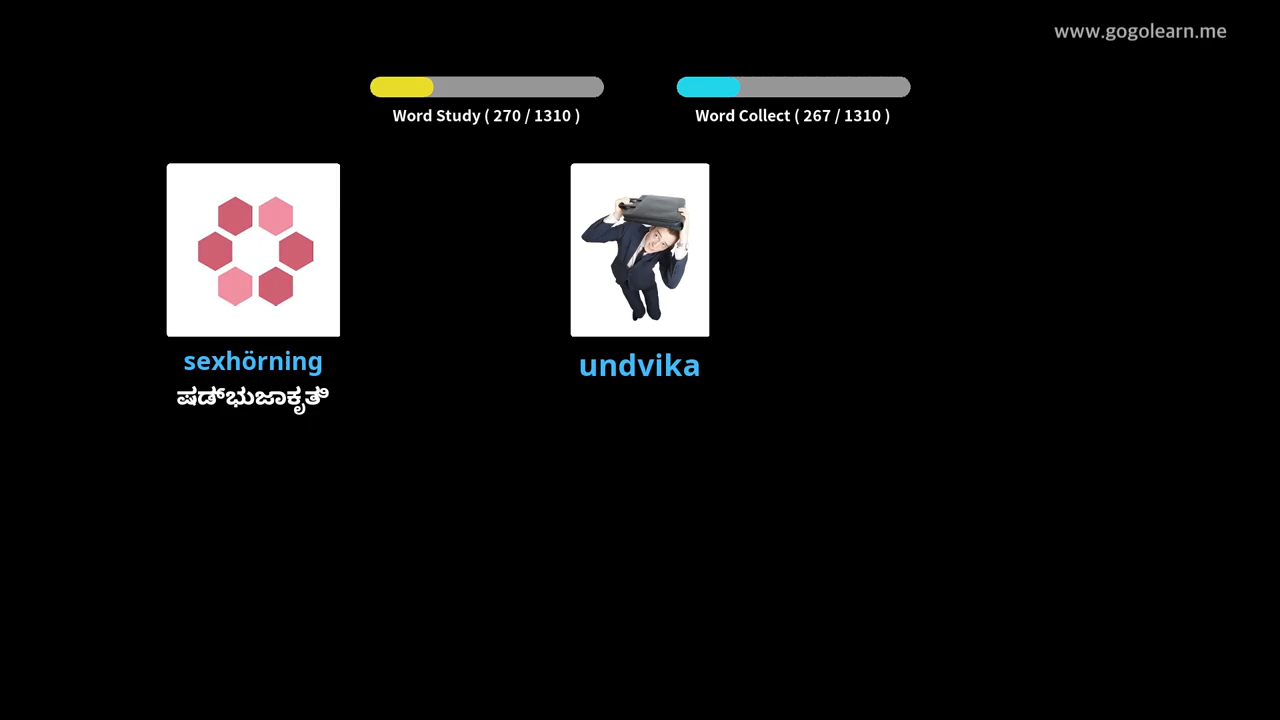 www.gogolearn.me
Word Study ( 270 / 1310 )
Word Collect ( 267 / 1310 )
sexhörning
undvika
ಷಡ್‌ಭುಜಾಕೃತಿ